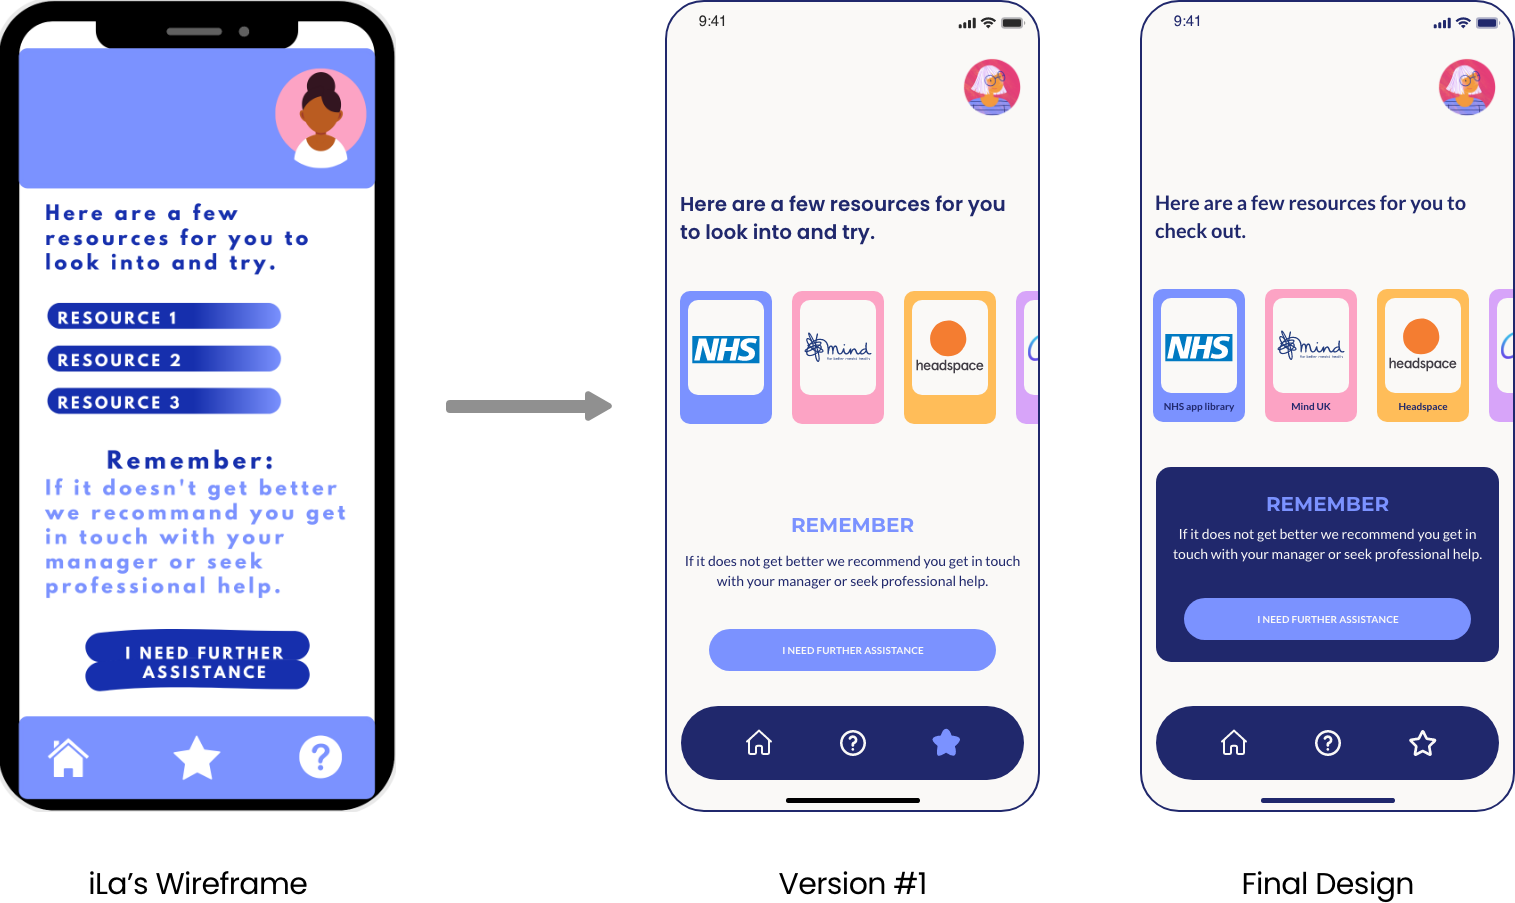 Here are a few
resources for you to
look into and try.
RESOURCE 1
RESOURCE 2
RESOURCE 3
Remember:
If it doesn't get better
we recommand you get
in touch with your
manager or seek
professional help.
I NEED FURTHER
ASSISTANCE
?
iLa's Wireframe
9:41
Here are a few resources for you
to look into and try.
NHS
mind
headspace
REMEMBER
If it does not get better we recommend you get in touch
with your manager or seek professional help.
I NEED FURTHER ASSISTANCE
?
Version #1
9:41
Here are a few resources for you to
check out.
NHS
mind
headspace
NHS app library
Mind UK
Headspace
REMEMBER
If it does not get better we recommend you get in
touch with your manager or seek professional help.
I NEED FURTHER ASSISTANCE
?
Final Design